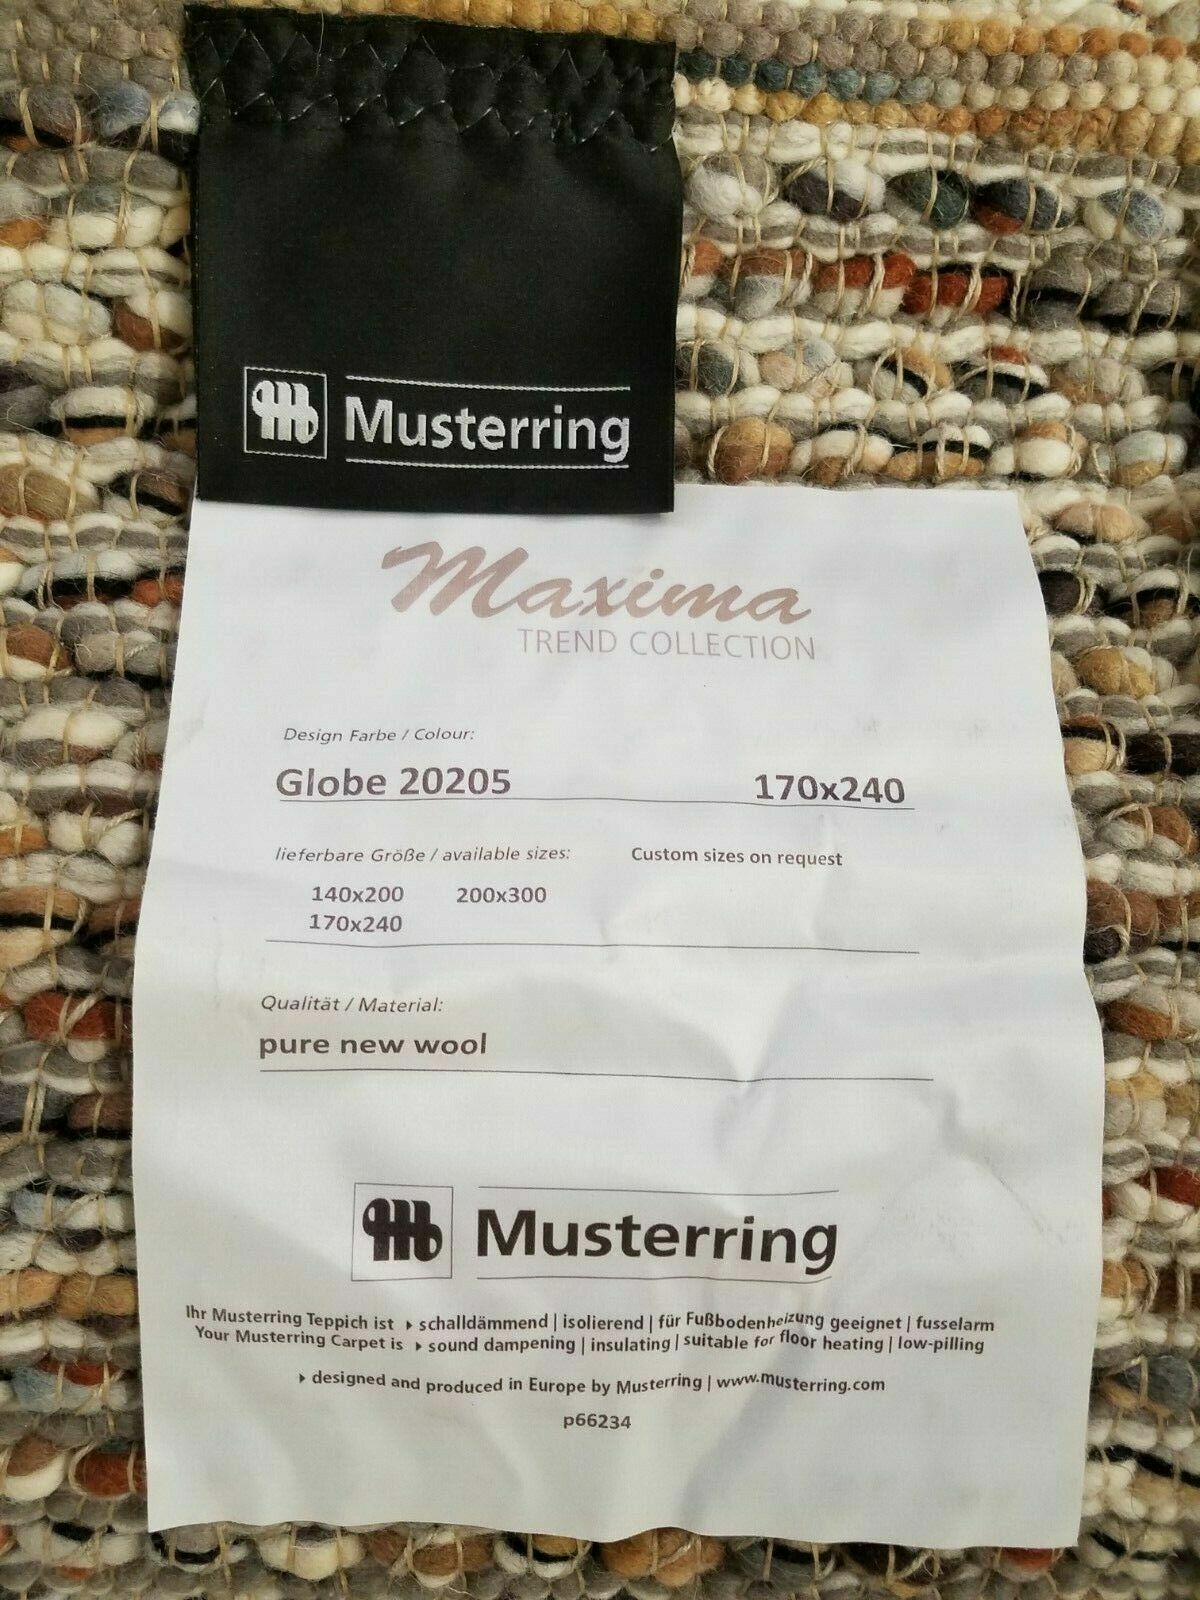 Musterring
Maxima
TREND COLLECTION
Design Farbe / Colour:
Globe 20205 170x240
lieferbare Größe / available sizes: Custom sizes on request
140x200 200x300
170x240
Qualität / Material:
pure new wool
Musterring
Ihr Musterring Teppich ist ▸ schalldämmend | isolierend | für Fußbodenheizung geeignet | fusselarm
Your Musterring Carpet is ▸ sound dampening | insulating | suitable for floor heating | low-pilling
▸ designed and produced in Europe by Musterring | www.musterring.com
p66234